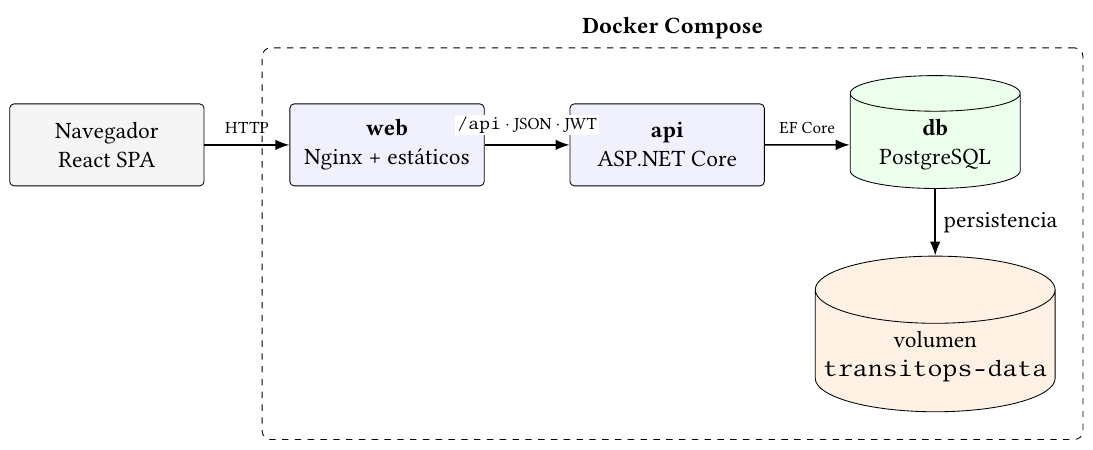 Docker Compose
Navegador
React SPA
HTTP
web
Nginx + estáticos
/api · JSON · JWT
api
ASP.NET Core
EF Core
db
PostgreSQL
persistencia
volumen
transitops-data